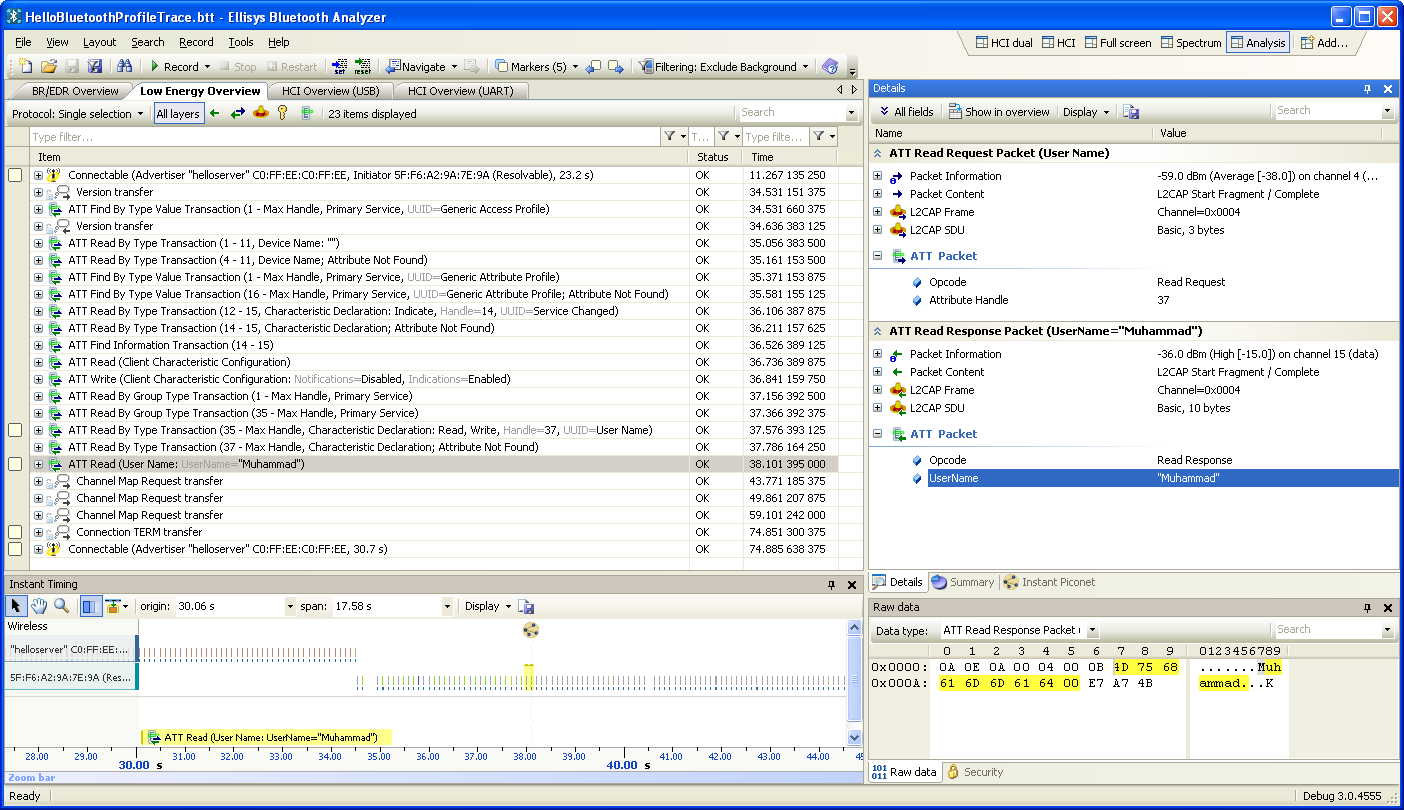 HelloBluetoothProfileTrace.btt - Ellisys Bluetooth Analyzer
File View Layout Search Record Tools Help
HCI dual HCI Full screen Spectrum Analysis Add...
Record Stop Restart set reset Navigate Markers (5) Filtering: Exclude Background
BR/EDR Overview Low Energy Overview HCI Overview (USB) HCI Overview (UART)
Protocol: Single selection All layers 23 items displayed Search
Type filter... T... Type filte...
Item Status Time
Connectable (Advertiser "helloserver" C0:FF:EE:C0:FF:EE, Initiator 5F:F6:A2:9A:7E:9A (Resolvable), 23.2 s) OK 11.267 135 250
Version transfer OK 34.531 151 375
ATT Find By Type Value Transaction (1 - Max Handle, Primary Service, UUID=Generic Access Profile) OK 34.531 660 375
Version transfer OK 34.636 383 125
ATT Read By Type Transaction (1 - 11, Device Name: "") OK 35.056 383 500
ATT Read By Type Transaction (4 - 11, Device Name; Attribute Not Found) OK 35.161 153 500
ATT Find By Type Value Transaction (1 - Max Handle, Primary Service, UUID=Generic Attribute Profile) OK 35.371 153 875
ATT Find By Type Value Transaction (16 - Max Handle, Primary Service, UUID=Generic Attribute Profile; Attribute Not Found) OK 35.581 155 125
ATT Read By Type Transaction (12 - 15, Characteristic Declaration: Indicate, Handle=14, UUID=Service Changed) OK 36.106 387 875
ATT Read By Type Transaction (14 - 15, Characteristic Declaration; Attribute Not Found) OK 36.211 157 625
ATT Find Information Transaction (14 - 15) OK 36.526 389 125
ATT Read (Client Characteristic Configuration) OK 36.736 389 875
ATT Write (Client Characteristic Configuration: Notifications=Disabled, Indications=Enabled) OK 36.841 159 750
ATT Read By Group Type Transaction (1 - Max Handle, Primary Service) OK 37.156 392 500
ATT Read By Group Type Transaction (35 - Max Handle, Primary Service) OK 37.366 392 375
ATT Read By Type Transaction (35 - Max Handle, Characteristic Declaration: Read, Write, Handle=37, UUID=User Name) OK 37.576 393 125
ATT Read By Type Transaction (37 - Max Handle, Characteristic Declaration; Attribute Not Found) OK 37.786 164 250
ATT Read (User Name: UserName="Muhammad") OK 38.101 395 000
Channel Map Request transfer OK 43.771 185 375
Channel Map Request transfer OK 49.861 207 875
Channel Map Request transfer OK 59.101 242 000
Connection TERM transfer OK 74.851 300 375
Connectable (Advertiser "helloserver" C0:FF:EE:C0:FF:EE, 30.7 s) OK 74.885 638 375
Instant Timing
origin: 30.06 s span: 17.58 s Display
Wireless
"helloserver" C0:FF:EE:...
5F:F6:A2:9A:7E:9A (Res...
ATT Read (User Name: UserName="Muhammad")
28.00 29.00 31.00 32.00 33.00 34.00 35.00 36.00 37.00 38.00 39.00 41.00 42.00 43.00 44.00 45
30.00 s 40.00 s
Zoom bar
Details
All fields Show in overview Display Search
Name Value
ATT Read Request Packet (User Name)
Packet Information -59.0 dBm (Average [-38.0]) on channel 4 (...
Packet Content L2CAP Start Fragment / Complete
L2CAP Frame Channel=0x0004
L2CAP SDU Basic, 3 bytes
ATT Packet
Opcode Read Request
Attribute Handle 37
ATT Read Response Packet (UserName="Muhammad")
Packet Information -36.0 dBm (High [-15.0]) on channel 15 (data)
Packet Content L2CAP Start Fragment / Complete
L2CAP Frame Channel=0x0004
L2CAP SDU Basic, 10 bytes
ATT Packet
Opcode Read Response
UserName "Muhammad"
Details Summary Instant Piconet
Raw data
Data type: ATT Read Response Packet Search
0 1 2 3 4 5 6 7 8 9 0123456789
0x0000: 0A 0E 0A 00 04 00 0B 4D 75 68 .......Muh
0x000A: 61 6D 6D 61 64 00 E7 A7 4B ammad...K
101 011 Raw data Security
Ready Debug 3.0.4555